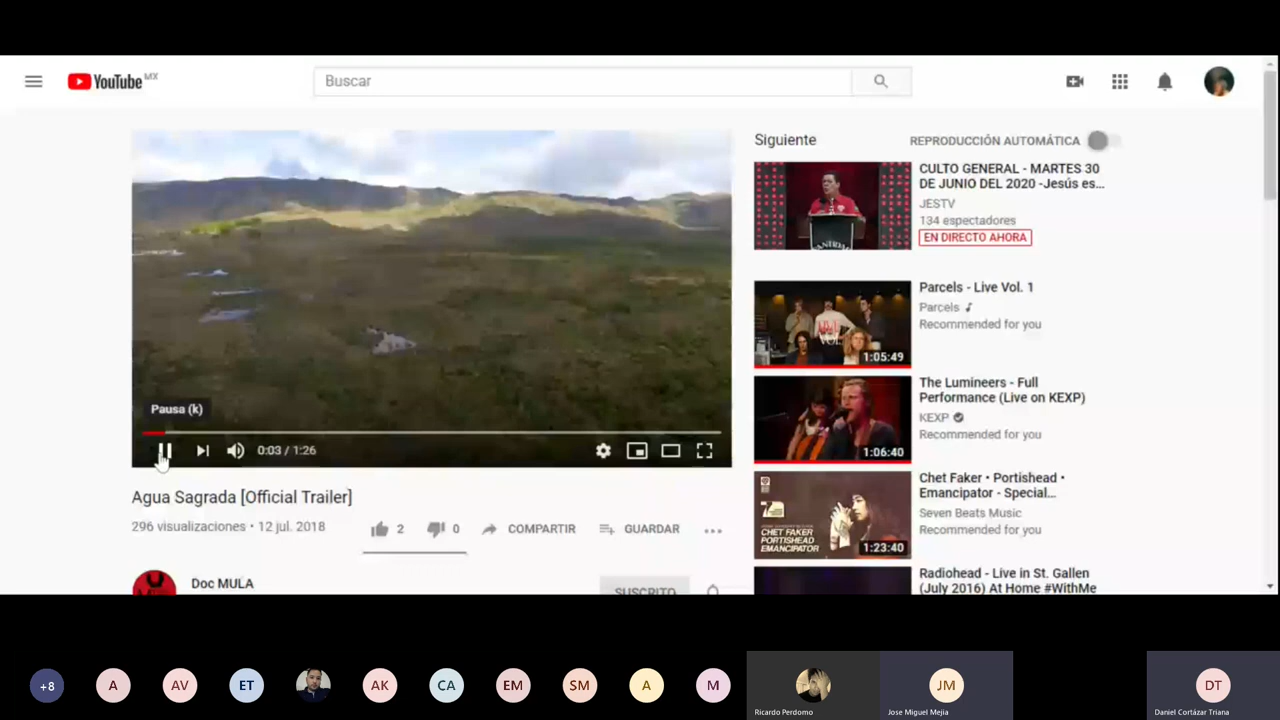 YouTube MX
Buscar
Pausa (k)
0:03 / 1:26
Agua Sagrada [Official Trailer]
296 visualizaciones • 12 jul. 2018
2
0
COMPARTIR
GUARDAR
Doc MULA
SUSCRITO
Siguiente
REPRODUCCIÓN AUTOMÁTICA
CULTO GENERAL - MARTES 30
DE JUNIO DEL 2020 -Jesús es...
JESTV
134 espectadores
EN DIRECTO AHORA
Parcels - Live Vol. 1
Parcels
Recommended for you
1:05:49
The Lumineers - Full
Performance (Live on KEXP)
KEXP
Recommended for you
1:06:40
Chet Faker • Portishead •
Emancipator - Special...
Seven Beats Music
Recommended for you
CHET FAKER
PORTISHEAD
EMANCIPATOR
1:23:40
Radiohead - Live in St. Gallen
(July 2016) At Home #WithMe
+8
A
AV
ET
AK
CA
EM
SM
A
M
Ricardo Perdomo
JM
Jose Miguel Mejía
DT
Daniel Cortázar Triana